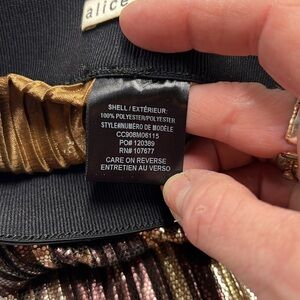 alice
SHELL / EXTÉRIEUR:
100% POLYESTER/POLYESTER
STYLE#NUMÉRO DE MODÈLE
CC908M06115
PO# 120389
RN# 107677
CARE ON REVERSE
ENTRETIEN AU VERSO